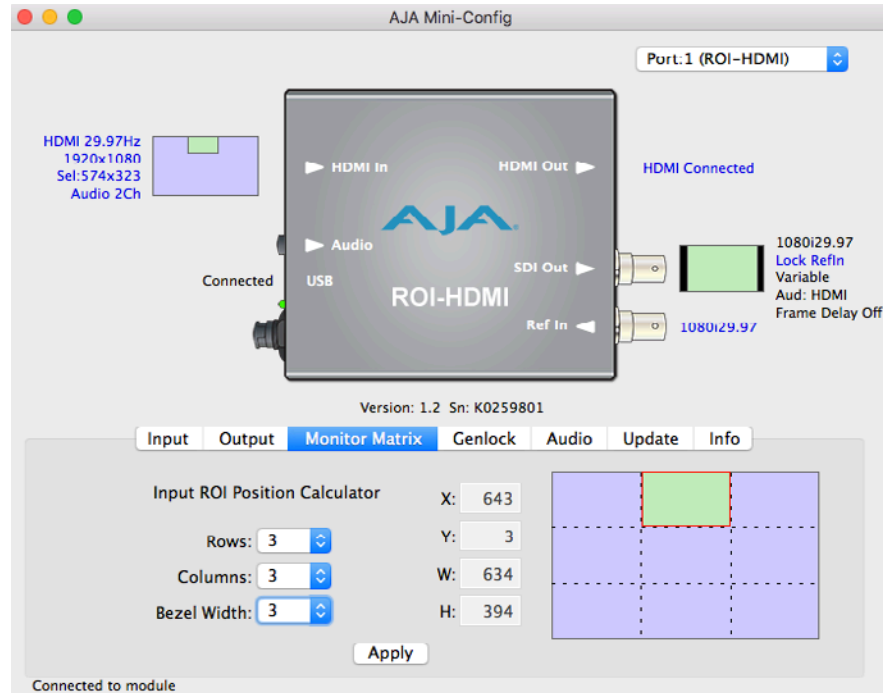 AJA Mini-Config
Port:1 (ROI-HDMI)
HDMI 29.97Hz
1920x1080
Sel:574x323
Audio 2Ch
HDMI In
HDMI Out
HDMI Connected
AJA
Audio
Connected
USB
SDI Out
ROI-HDMI
Ref In
1080i29.97
Lock RefIn
Variable
Aud: HDMI
Frame Delay Off
1080i29.97
Version: 1.2 Sn: K0259801
Input Output Monitor Matrix Genlock Audio Update Info
Input ROI Position Calculator
Rows: 3
Columns: 3
Bezel Width: 3
X: 643
Y: 3
W: 634
H: 394
Apply
Connected to module